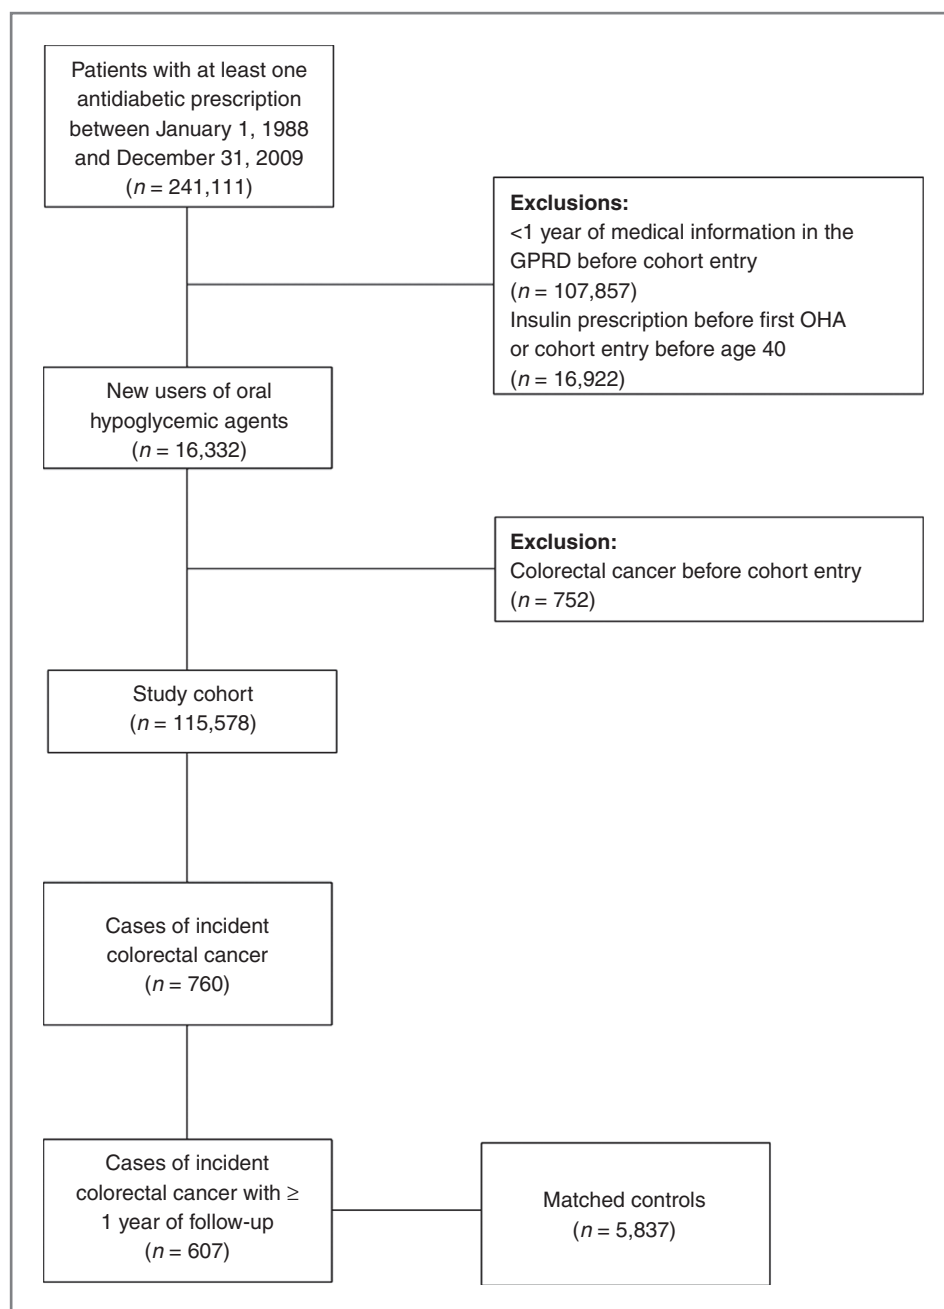 Patients with at least one
antidiabetic prescription
between January 1, 1988
and December 31, 2009
(n = 241,111)
Exclusions:
<1 year of medical information in the
GPRD before cohort entry
(n = 107,857)
Insulin prescription before first OHA
or cohort entry before age 40
(n = 16,922)
New users of oral
hypoglycemic agents
(n = 16,332)
Exclusion:
Colorectal cancer before cohort entry
(n = 752)
Study cohort
(n = 115,578)
Cases of incident
colorectal cancer
(n = 760)
Cases of incident
colorectal cancer with ≥
1 year of follow-up
(n = 607)
Matched controls
(n = 5,837)